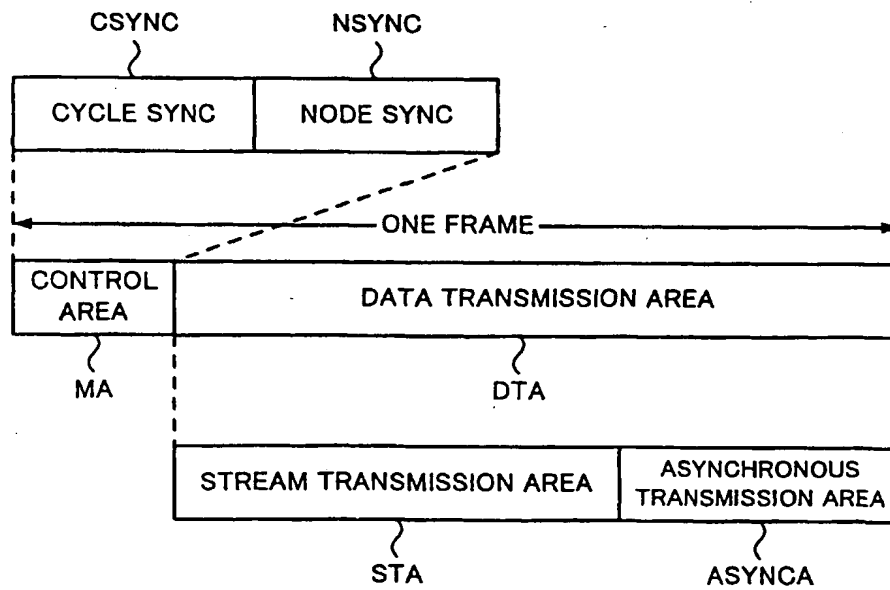 CSYNC NSYNC
CYCLE SYNC NODE SYNC
ONE FRAME
CONTROL
AREA
DATA TRANSMISSION AREA
MA DTA
STREAM TRANSMISSION AREA
ASYNCHRONOUS
TRANSMISSION AREA
STA ASYNCA